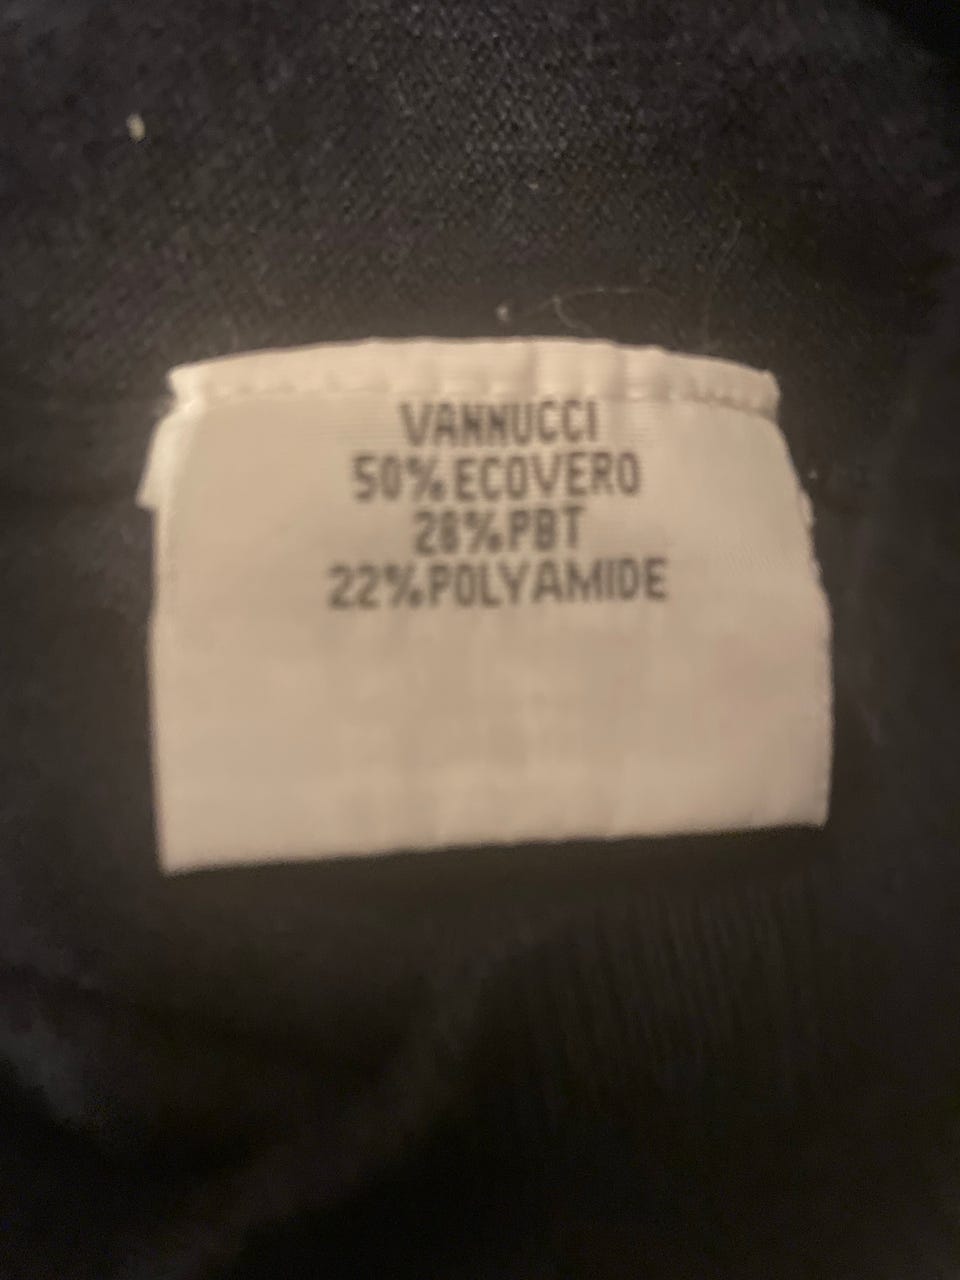 VANNUCCI
50%ECOVERO
28%PBT
22%POLYAMIDE